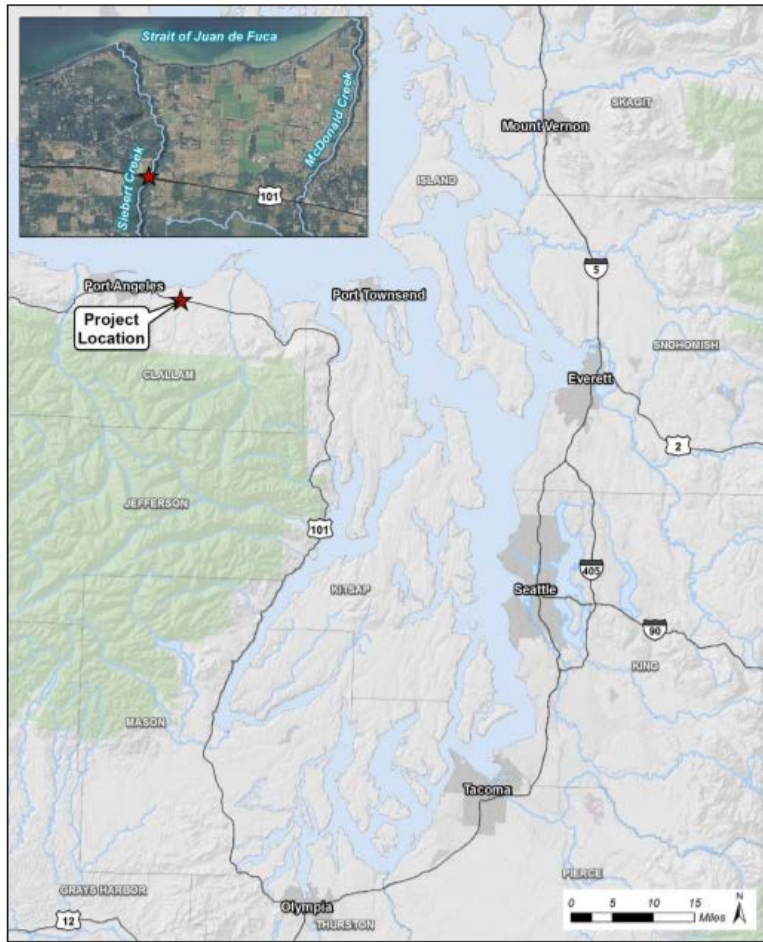 Strait of Juan de Fuca
McDonald Creek
Siebert Creek
101
SKAGIT
Mount Vernon
ISLAND
5
Port Angeles
Port Townsend
Project
Location
SNOHOMISH
CLALLAM
Everett
2
JEFFERSON
101
405
KITSAP
Seattle
90
KING
MASON
Tacoma
PIERCE
GRAYS HARBOR
Olympia
12
THURSTON
N
0 5 10 15
Miles